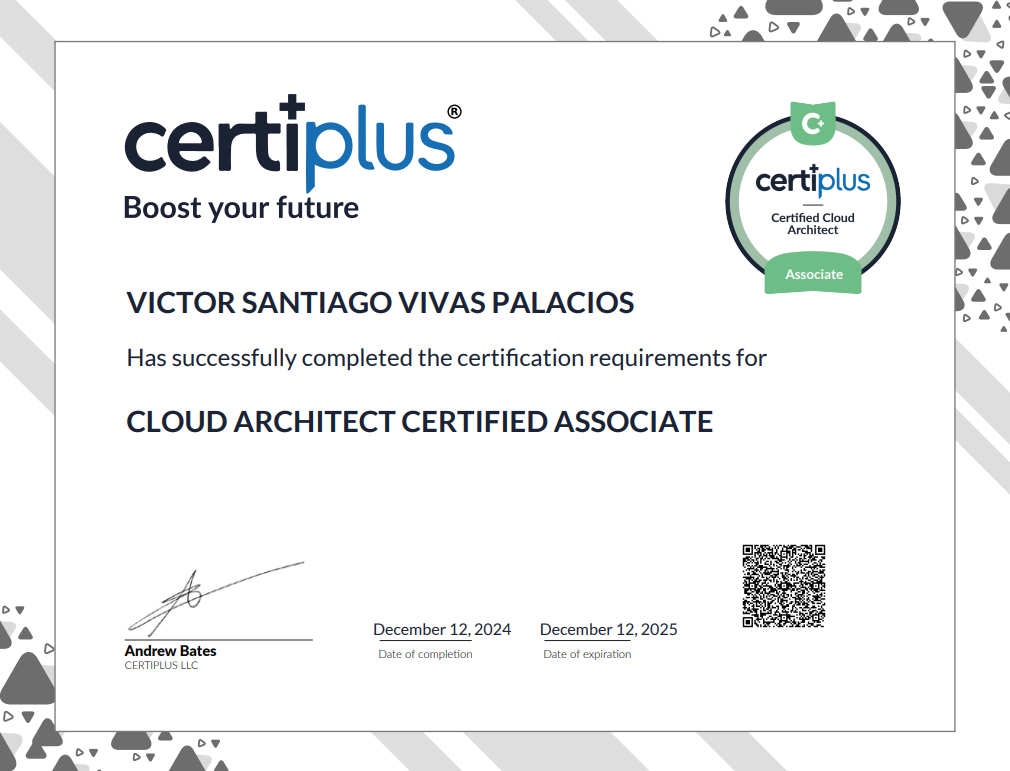 certiplus®
Boost your future
C+
certiplus
Certified Cloud
Architect
Associate
VICTOR SANTIAGO VIVAS PALACIOS
Has successfully completed the certification requirements for
CLOUD ARCHITECT CERTIFIED ASSOCIATE
December 12, 2024
December 12, 2025
Andrew Bates
CERTIPLUS LLC
Date of completion
Date of expiration